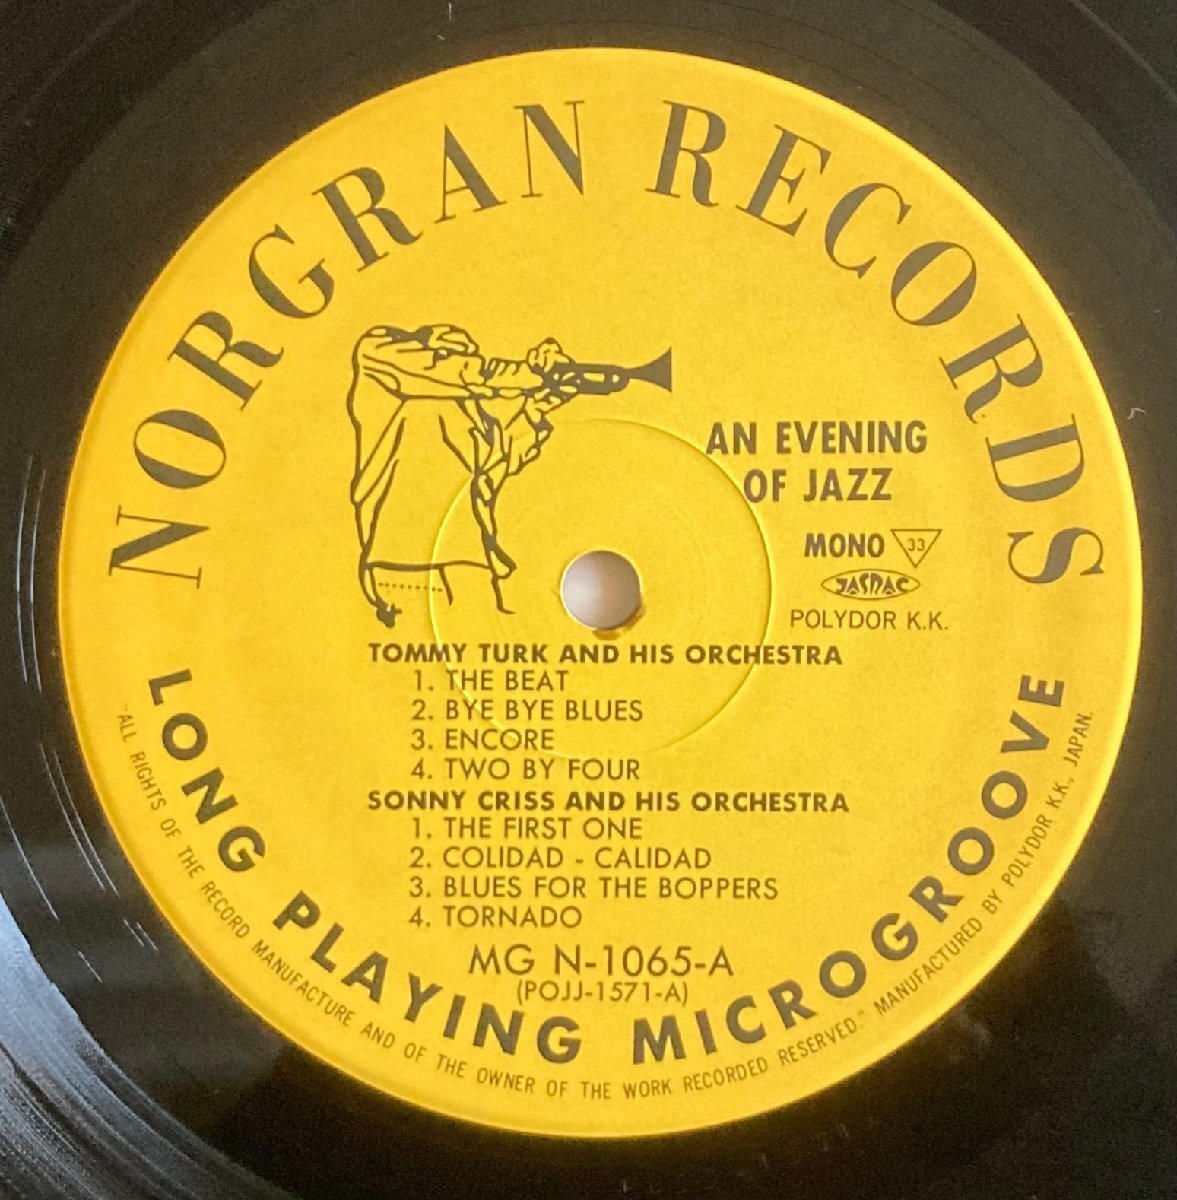 NORGRAN RECORDS
AN EVENING
OF JAZZ
MONO 33
JASRAC
POLYDOR K.K.
TOMMY TURK AND HIS ORCHESTRA
1. THE BEAT
2. BYE BYE BLUES
3. ENCORE
4. TWO BY FOUR
SONNY CRISS AND HIS ORCHESTRA
1. THE FIRST ONE
2. COLIDAD - CALIDAD
3. BLUES FOR THE BOPPERS
4. TORNADO
MG N-1065-A
(POJJ-1571-A)
LONG PLAYING MICROGROOVE
"ALL RIGHTS OF THE RECORD MANUFACTURE AND OF THE OWNER OF THE WORK RECORDED RESERVED" MANUFACTURED BY POLYDOR K.K., JAPAN.